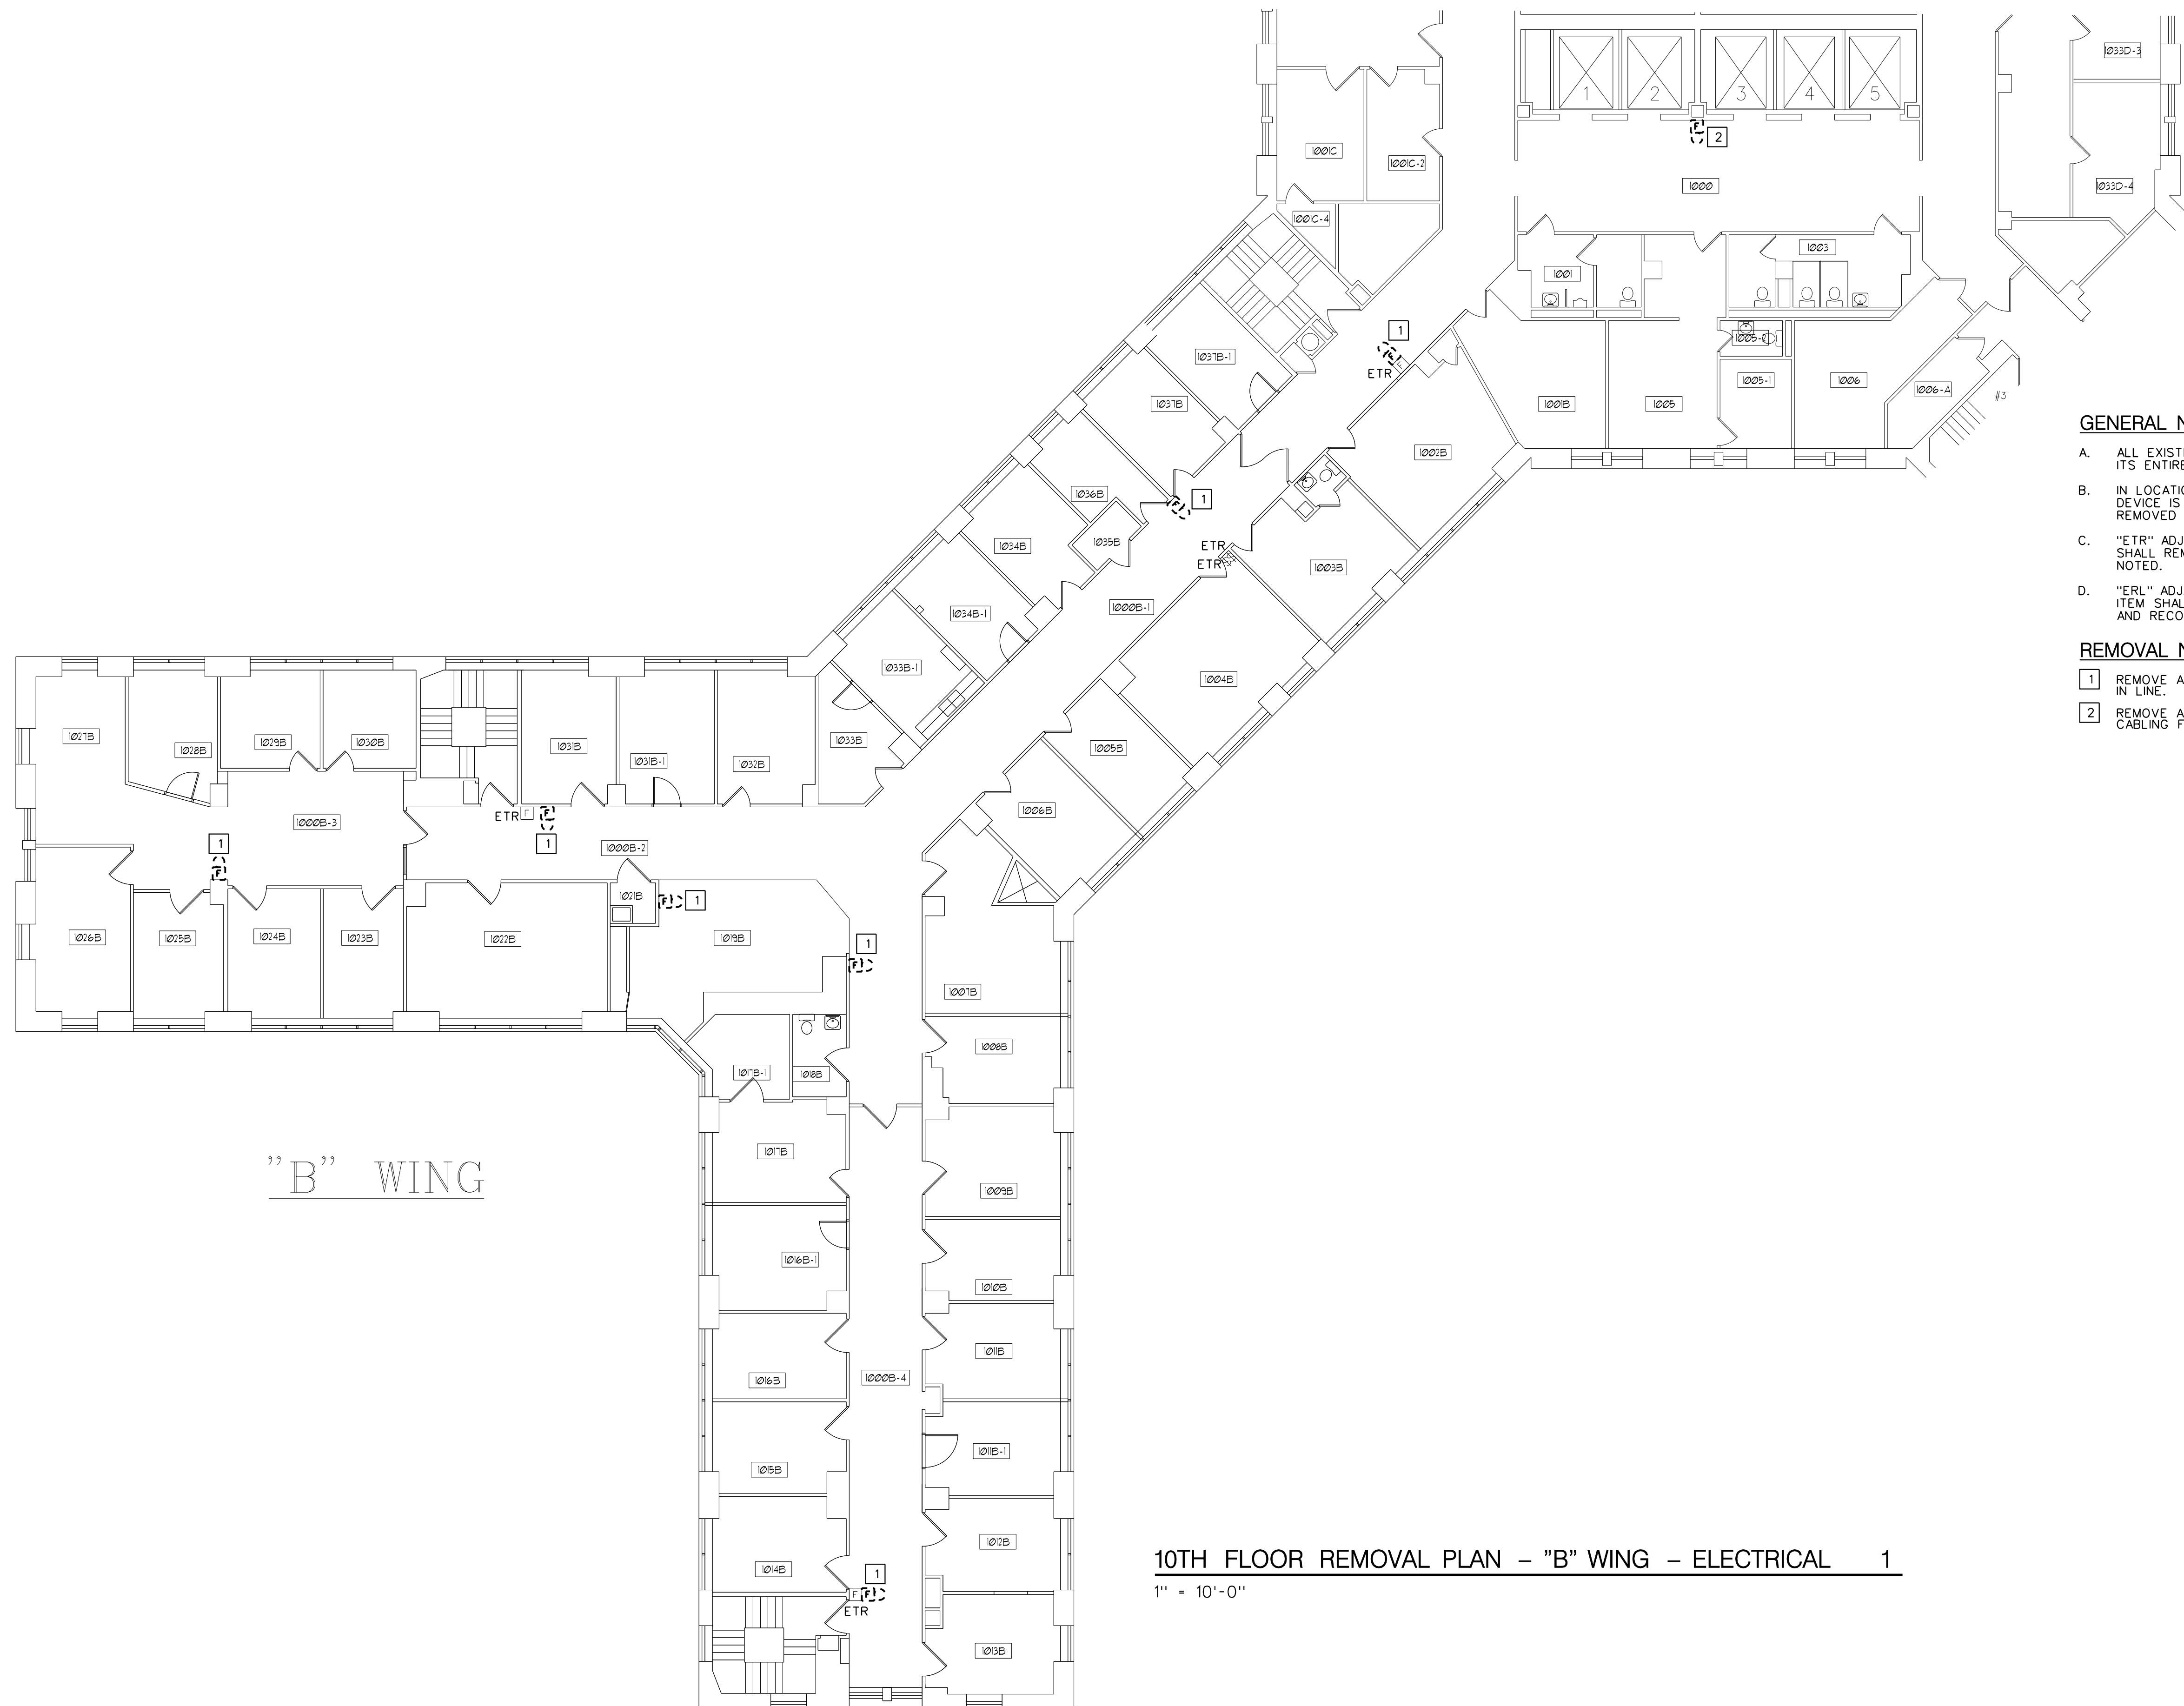 1033D-3
1 2 3 4 5
F
2
1001C
1001C-2
1000
1033D-4
1001C-4
1003
1001
1
F
F
ETR
1037B-1
1005-2
1005-1
1006
1006-A
#3
1037B
1001B
1005
GENERAL N
A. ALL EXISTI
ITS ENTIRE
B. IN LOCATIO
DEVICE IS
REMOVED
C. "ETR" ADJ
SHALL REM
NOTED.
D. "ERL" ADJ
ITEM SHAL
AND RECO
REMOVAL N
1 REMOVE A
IN LINE.
2 REMOVE A
CABLING F
1002B
1036B
F
1
1034B
1035B
ETR
ETR
1003B
1034B-1
1000B-1
1033B-1
1004B
1027B
1028B
1029B
1030B
1031B
1031B-1
1032B
1033B
1005B
1006B
1000B-3
ETR
F
F
1
1
F
1000B-2
1021B
F
1
1026B
1025B
1024B
1023B
1022B
1019B
1
F
1007B
1008B
1017B-1
1018B
"B" WING
1017B
1009B
1016B-1
1010B
1011B
1016B
1000B-4
1011B-1
1015B
1012B
1014B
1
F
F
ETR
1013B
10TH FLOOR REMOVAL PLAN – "B" WING – ELECTRICAL 1
1" = 10'-0"